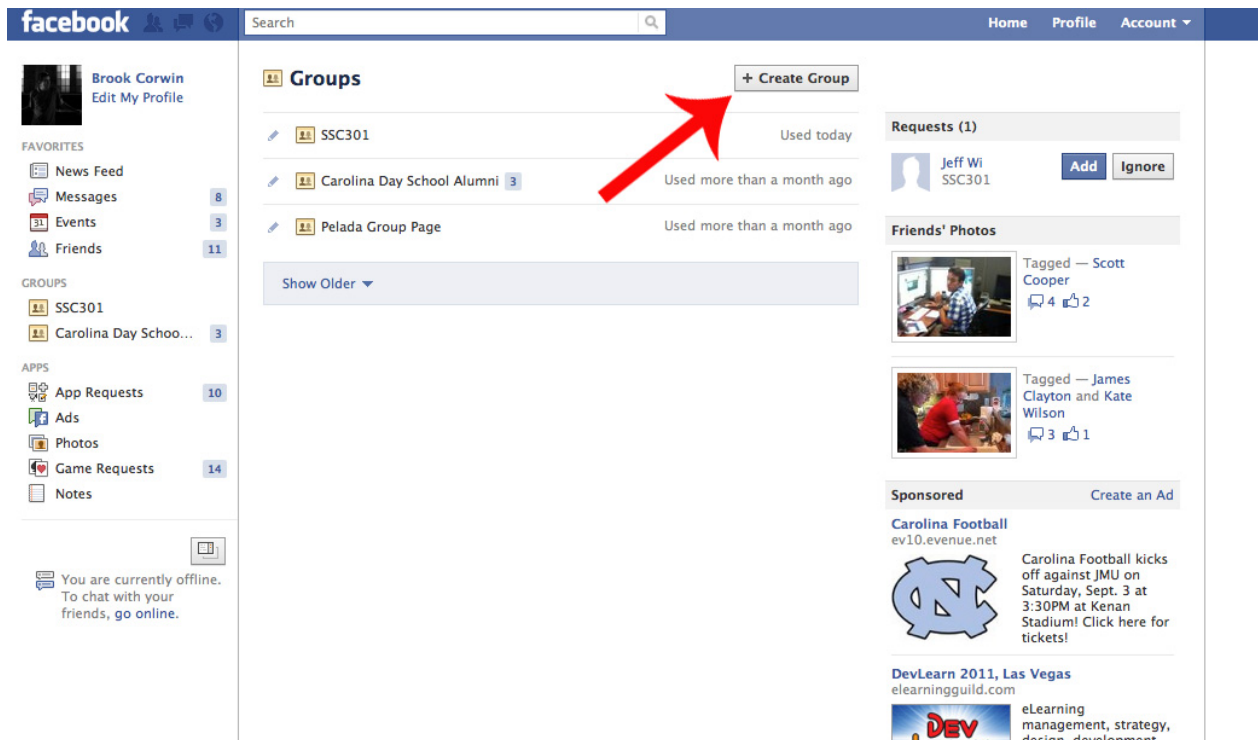 facebook
Search
Home Profile Account
Brook Corwin
Edit My Profile
FAVORITES
News Feed
Messages 8
31 Events 3
Friends 11
GROUPS
SSC301
Carolina Day Schoo... 3
APPS
App Requests 10
Ads
Photos
Game Requests 14
Notes
You are currently offline.
To chat with your
friends, go online.
Groups
+ Create Group
SSC301 Used today
Carolina Day School Alumni 3 Used more than a month ago
Pelada Group Page Used more than a month ago
Show Older
Requests (1)
Jeff Wi
SSC301
Add Ignore
Friends' Photos
Tagged — Scott
Cooper
4 2
Tagged — James
Clayton and Kate
Wilson
3 1
Sponsored Create an Ad
Carolina Football
ev10.evenue.net
NC
Carolina Football kicks
off against JMU on
Saturday, Sept. 3 at
3:30PM at Kenan
Stadium! Click here for
tickets!
DevLearn 2011, Las Vegas
elearningguild.com
DEV
eLearning
management, strategy,
design, development